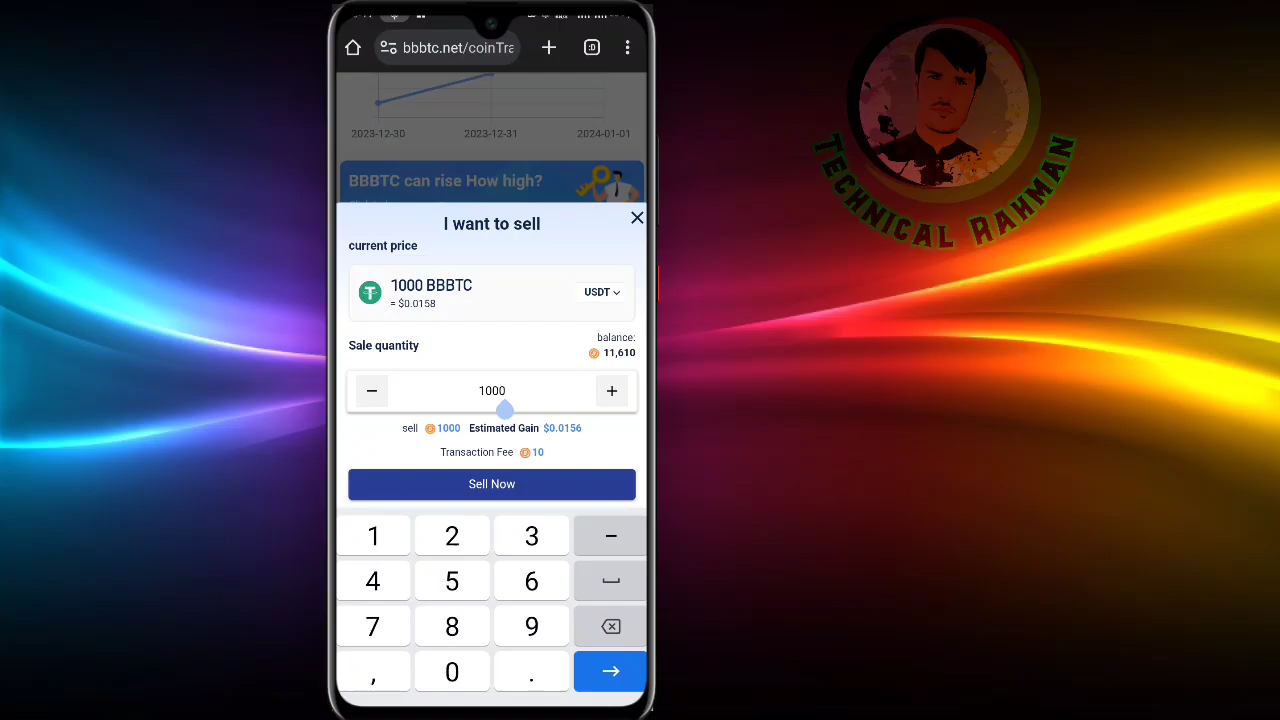 bbbtc.net/coinTra
:D
2023-12-30 2023-12-31 2024-01-01
BBBTC can rise How high?
I want to sell
current price
1000 BBBTC
= $0.0158
USDT
Sale quantity
balance:
11,610
− 1000 +
sell 1000 Estimated Gain $0.0156
Transaction Fee 10
Sell Now
1 2 3 −
4 5 6
7 8 9
, 0 .
TECHNICAL RAHMAN